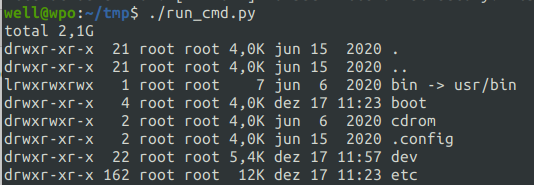 well@wpo:~/tmp$ ./run_cmd.py
total 2,1G
drwxr-xr-x  21 root root 4,0K jun 15  2020 .
drwxr-xr-x  21 root root 4,0K jun 15  2020 ..
lrwxrwxrwx   1 root root    7 jun  6  2020 bin -> usr/bin
drwxr-xr-x   4 root root 4,0K dez 17 11:23 boot
drwxrwxr-x   2 root root 4,0K jun  6  2020 cdrom
drwxr-xr-x   2 root root 4,0K jun 15  2020 .config
drwxr-xr-x  22 root root 5,4K dez 17 11:57 dev
drwxr-xr-x 162 root root  12K dez 17 11:23 etc